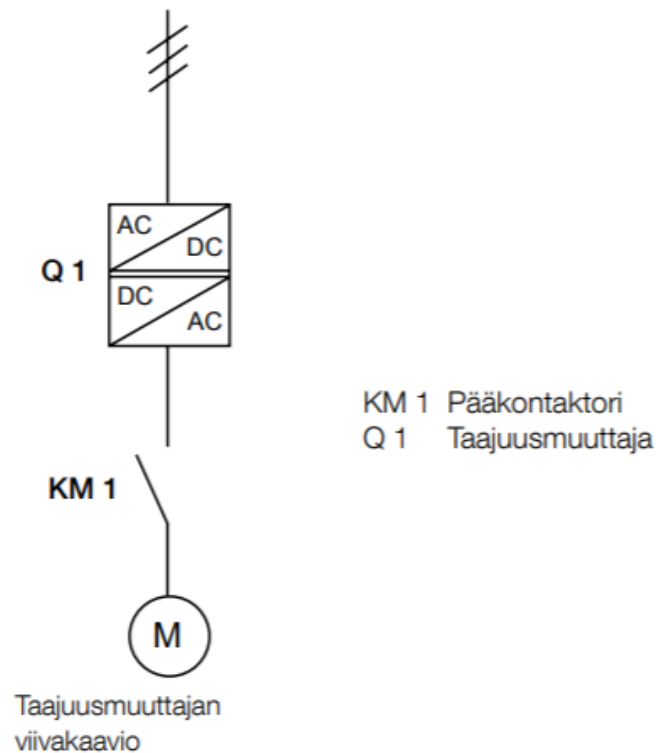 AC
DC
Q 1
DC
AC
KM 1 Pääkontaktori
Q 1 Taajuusmuuttaja
KM 1
M
Taajuusmuuttajan
viivakaavio